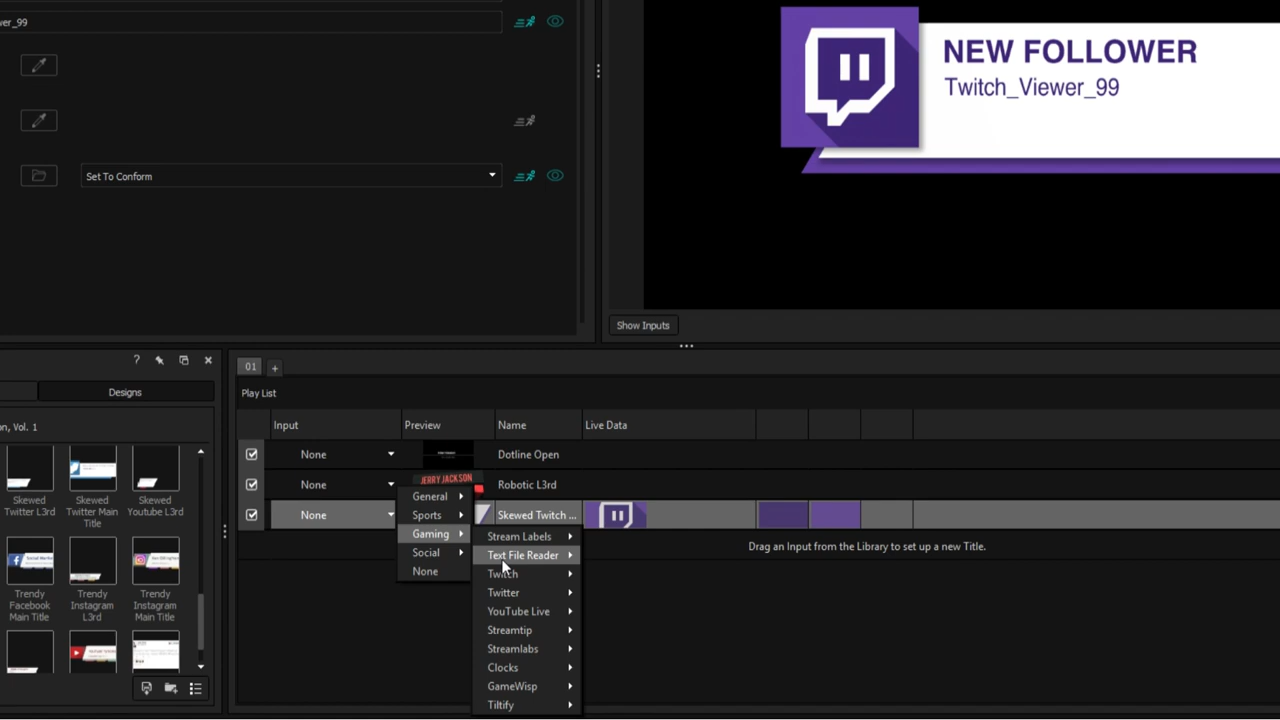 er_99
NEW FOLLOWER
Twitch_Viewer_99
Set To Conform
Show Inputs
?
01 +
Designs
Play List
on, Vol. 1
Input Preview Name Live Data
None Dotline Open
JERRY JACKSON
None Robotic L3rd
None Skewed Twitch ...
General
Sports
Gaming
Social
None
Stream Labels
Text File Reader
Twitch
Twitter
YouTube Live
Streamtip
Streamlabs
Clocks
GameWisp
Tiltify
Drag an Input from the Library to set up a new Title.
Skewed
Twitter L3rd
Skewed
Twitter Main
Title
Skewed
Youtube L3rd
Trendy
Facebook
Main Title
Trendy
Instagram
L3rd
Trendy
Instagram
Main Title